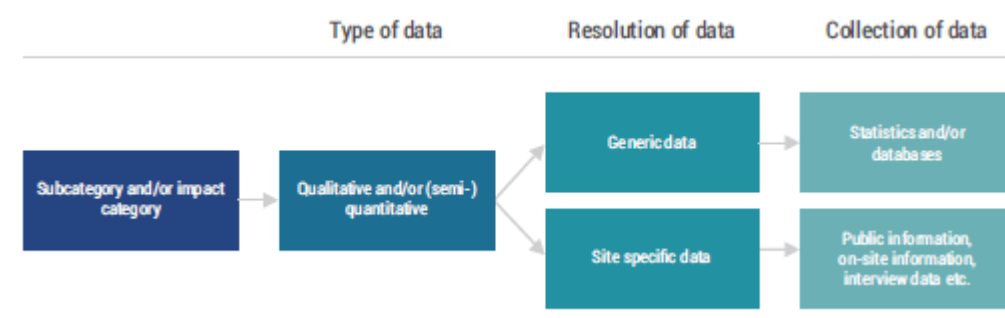 Type of data
Resolution of data
Collection of data
Subcategory and/or impact
category
Qualitative and/or (semi-)
quantitative
Generic data
Statistics and/or
databases
Site specific data
Public information,
on-site information,
interview data etc.